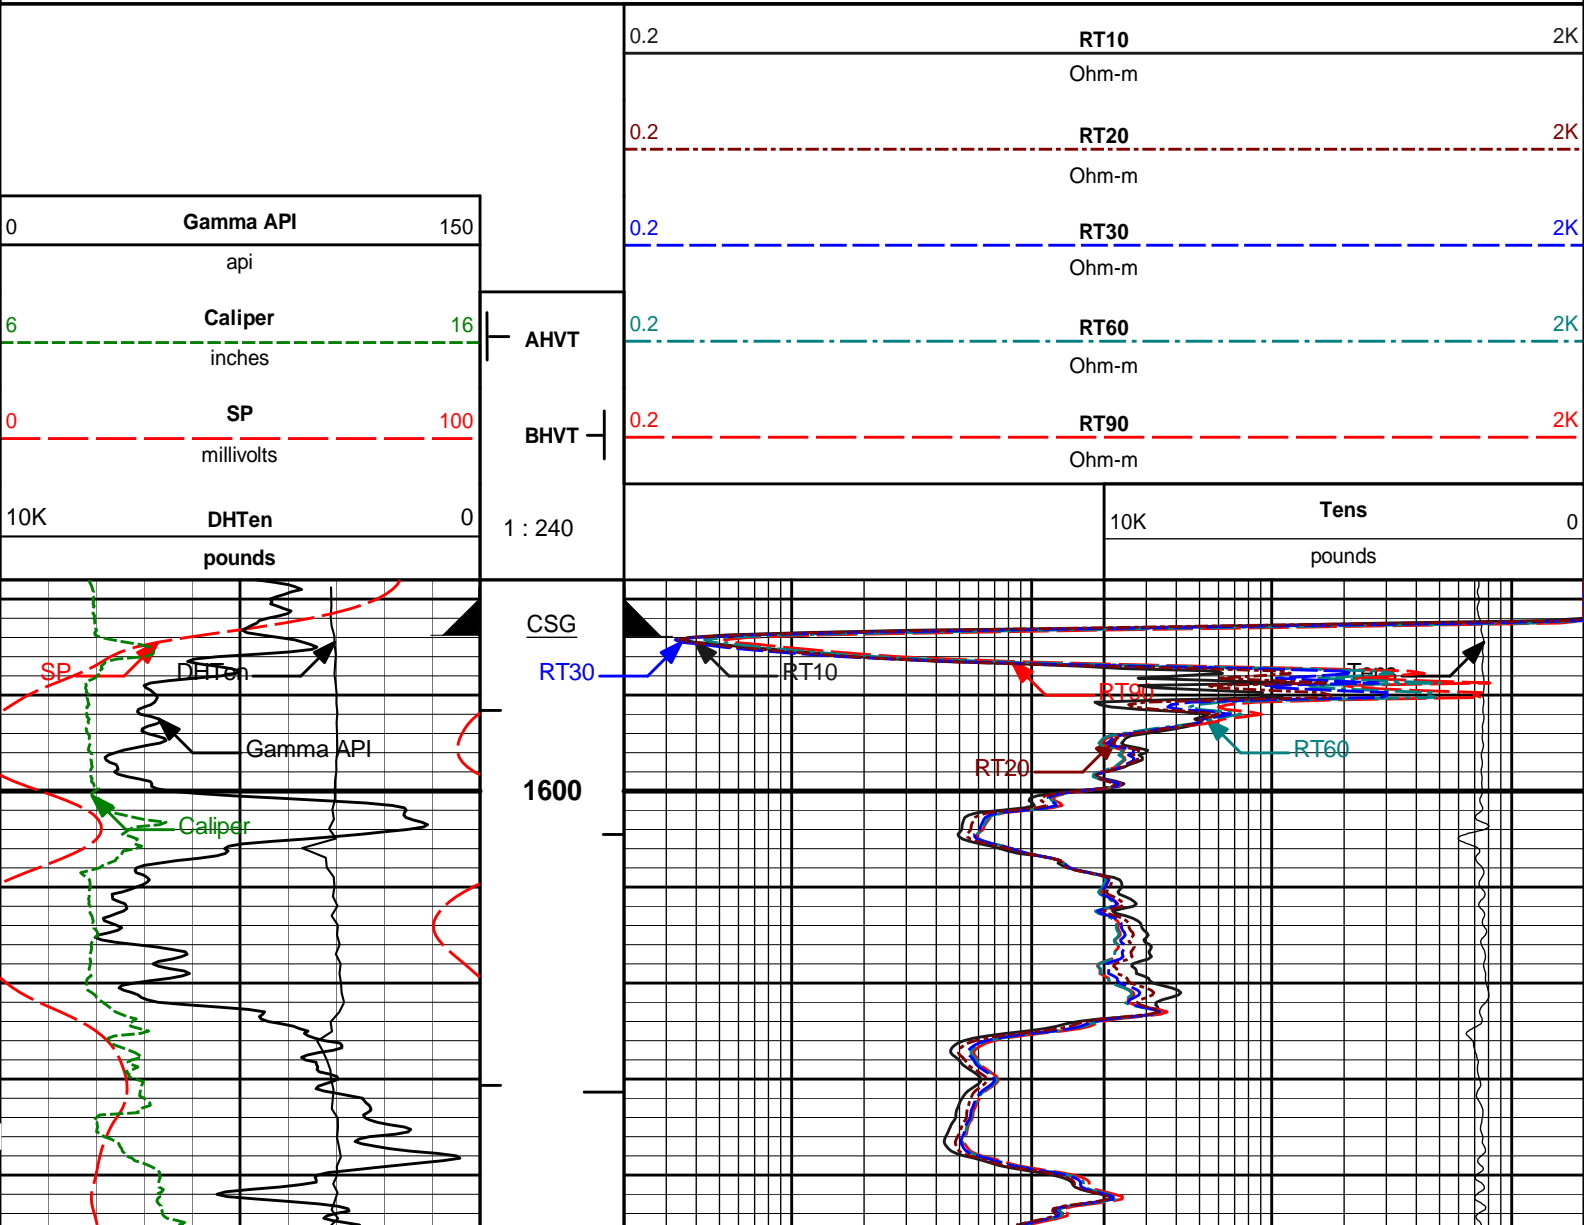 0.2 RT10 2K
Ohm-m
0.2 RT20 2K
Ohm-m
0 Gamma API 150
api
0.2 RT30 2K
Ohm-m
6 Caliper 16
inches
AHVT
0.2 RT60 2K
Ohm-m
0 SP 100
millivolts
BHVT
0.2 RT90 2K
Ohm-m
10K DHTen 0
pounds
1 : 240
10K Tens 0
pounds
CSG
SP
DHTen
RT30
RT10
Tens
RT90
Gamma API
RT60
RT20
1600
Caliper